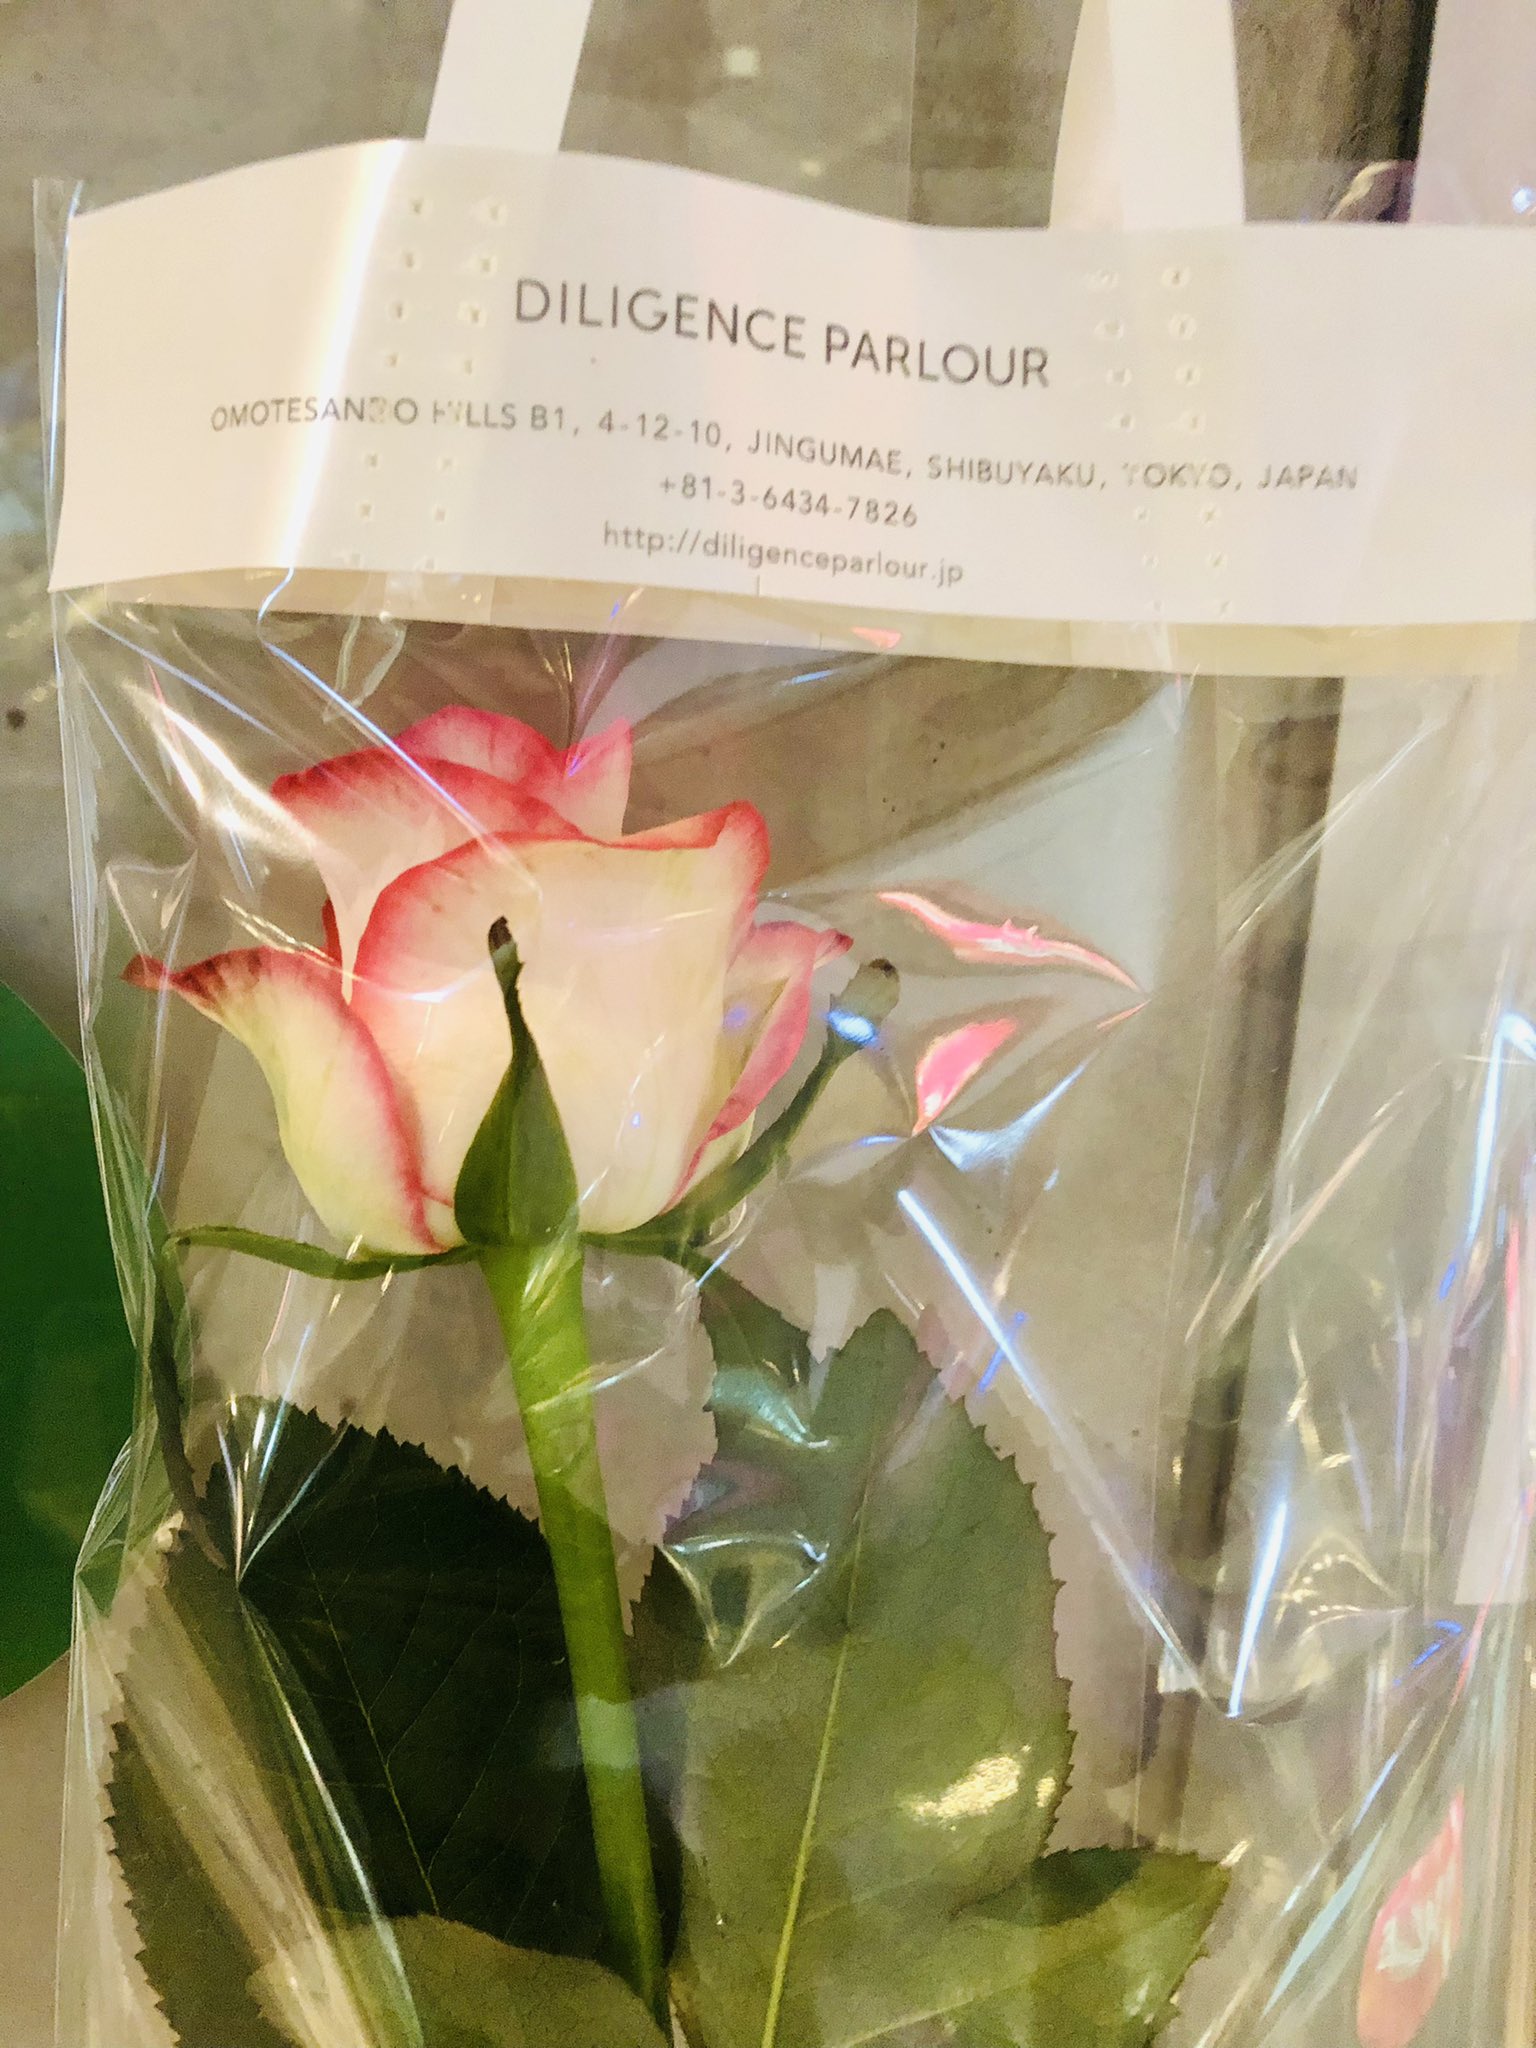 DILIGENCE PARLOUR
OMOTESANDO HILLS B1, 4-12-10, JINGUMAE, SHIBUYAKU, TOKYO, JAPAN
+81-3-6434-7826
http://diligenceparlour.jp